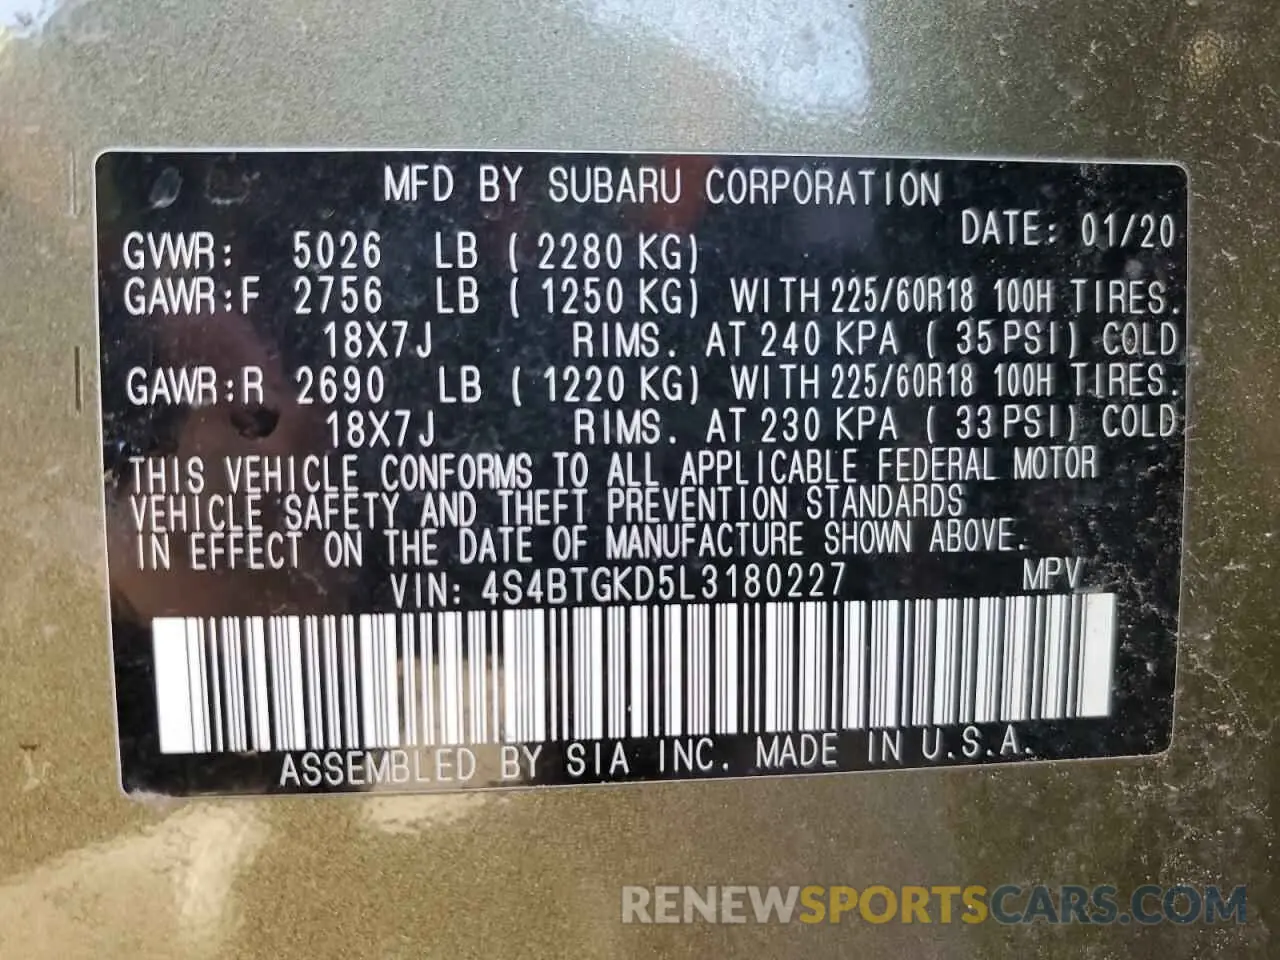 MFD BY SUBARU CORPORATION
DATE: 01/20
GVWR: 5026 LB ( 2280 KG)
GAWR:F 2756 LB ( 1250 KG) WITH 225/60R18 100H TIRES.
18X7J RIMS. AT 240 KPA ( 35 PSI) COLD
GAWR:R 2690 LB ( 1220 KG) WITH 225/60R18 100H TIRES.
18X7J RIMS. AT 230 KPA ( 33 PSI) COLD
THIS VEHICLE CONFORMS TO ALL APPLICABLE FEDERAL MOTOR
VEHICLE SAFETY AND THEFT PREVENTION STANDARDS
IN EFFECT ON THE DATE OF MANUFACTURE SHOWN ABOVE.
VIN: 4S4BTGKD5L3180227 MPV
ASSEMBLED BY SIA INC. MADE IN U.S.A.
RENEWSPORTSCARS.COM